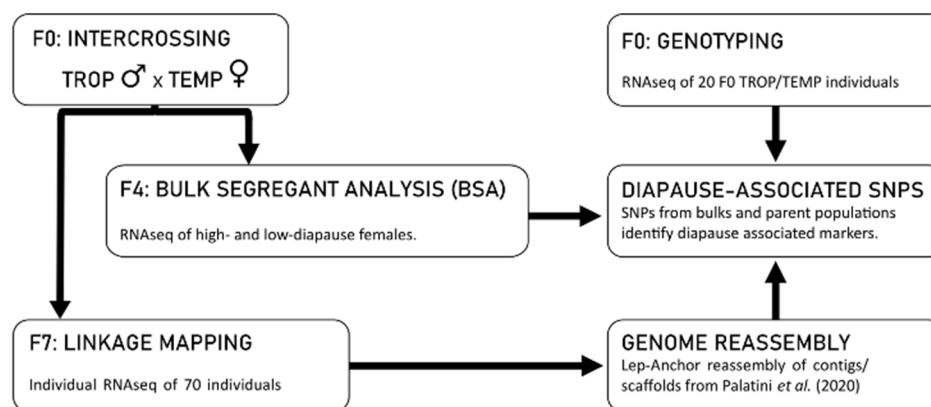 F0: INTERCROSSING
TROP ♂ x TEMP ♀
F0: GENOTYPING
RNAseq of 20 F0 TROP/TEMP individuals
F4: BULK SEGREGANT ANALYSIS (BSA)
RNAseq of high- and low-diapause females.
DIAPAUSE-ASSOCIATED SNPS
SNPs from bulks and parent populations
identify diapause associated markers.
F7: LINKAGE MAPPING
Individual RNAseq of 70 individuals
GENOME REASSEMBLY
Lep-Anchor reassembly of contigs/
scaffolds from Palatini et al. (2020)